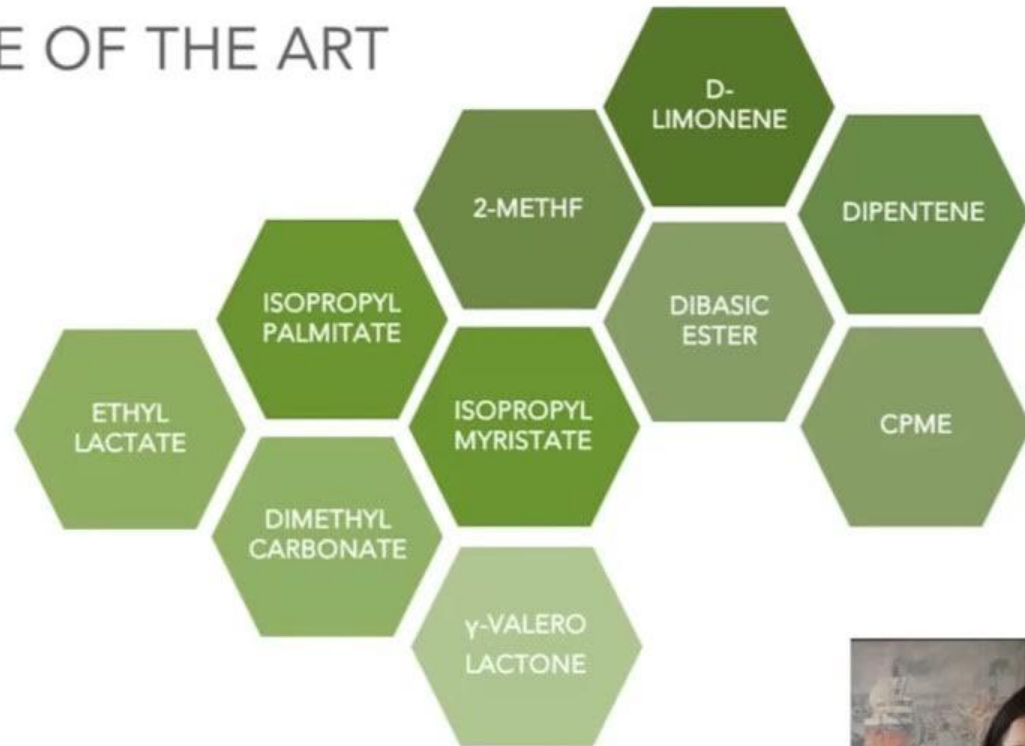 E OF THE ART
D-
LIMONENE
2-METHF
DIPENTENE
ISOPROPYL
PALMITATE
DIBASIC
ESTER
ETHYL
LACTATE
ISOPROPYL
MYRISTATE
CPME
DIMETHYL
CARBONATE
γ-VALERO
LACTONE